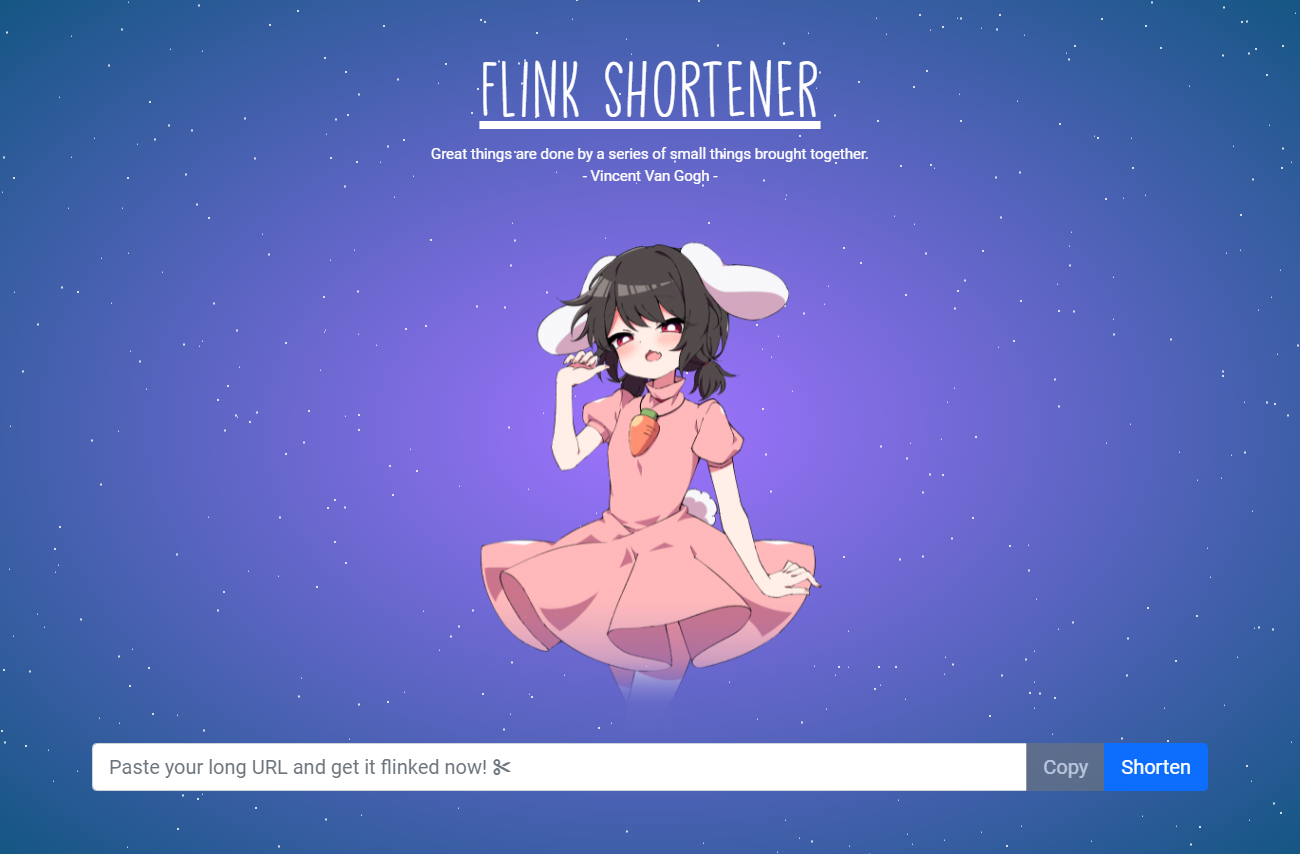 FLINK SHORTENER
Great things are done by a series of small things brought together.
- Vincent Van Gogh -
Paste your long URL and get it flinked now! ✂
Copy
Shorten